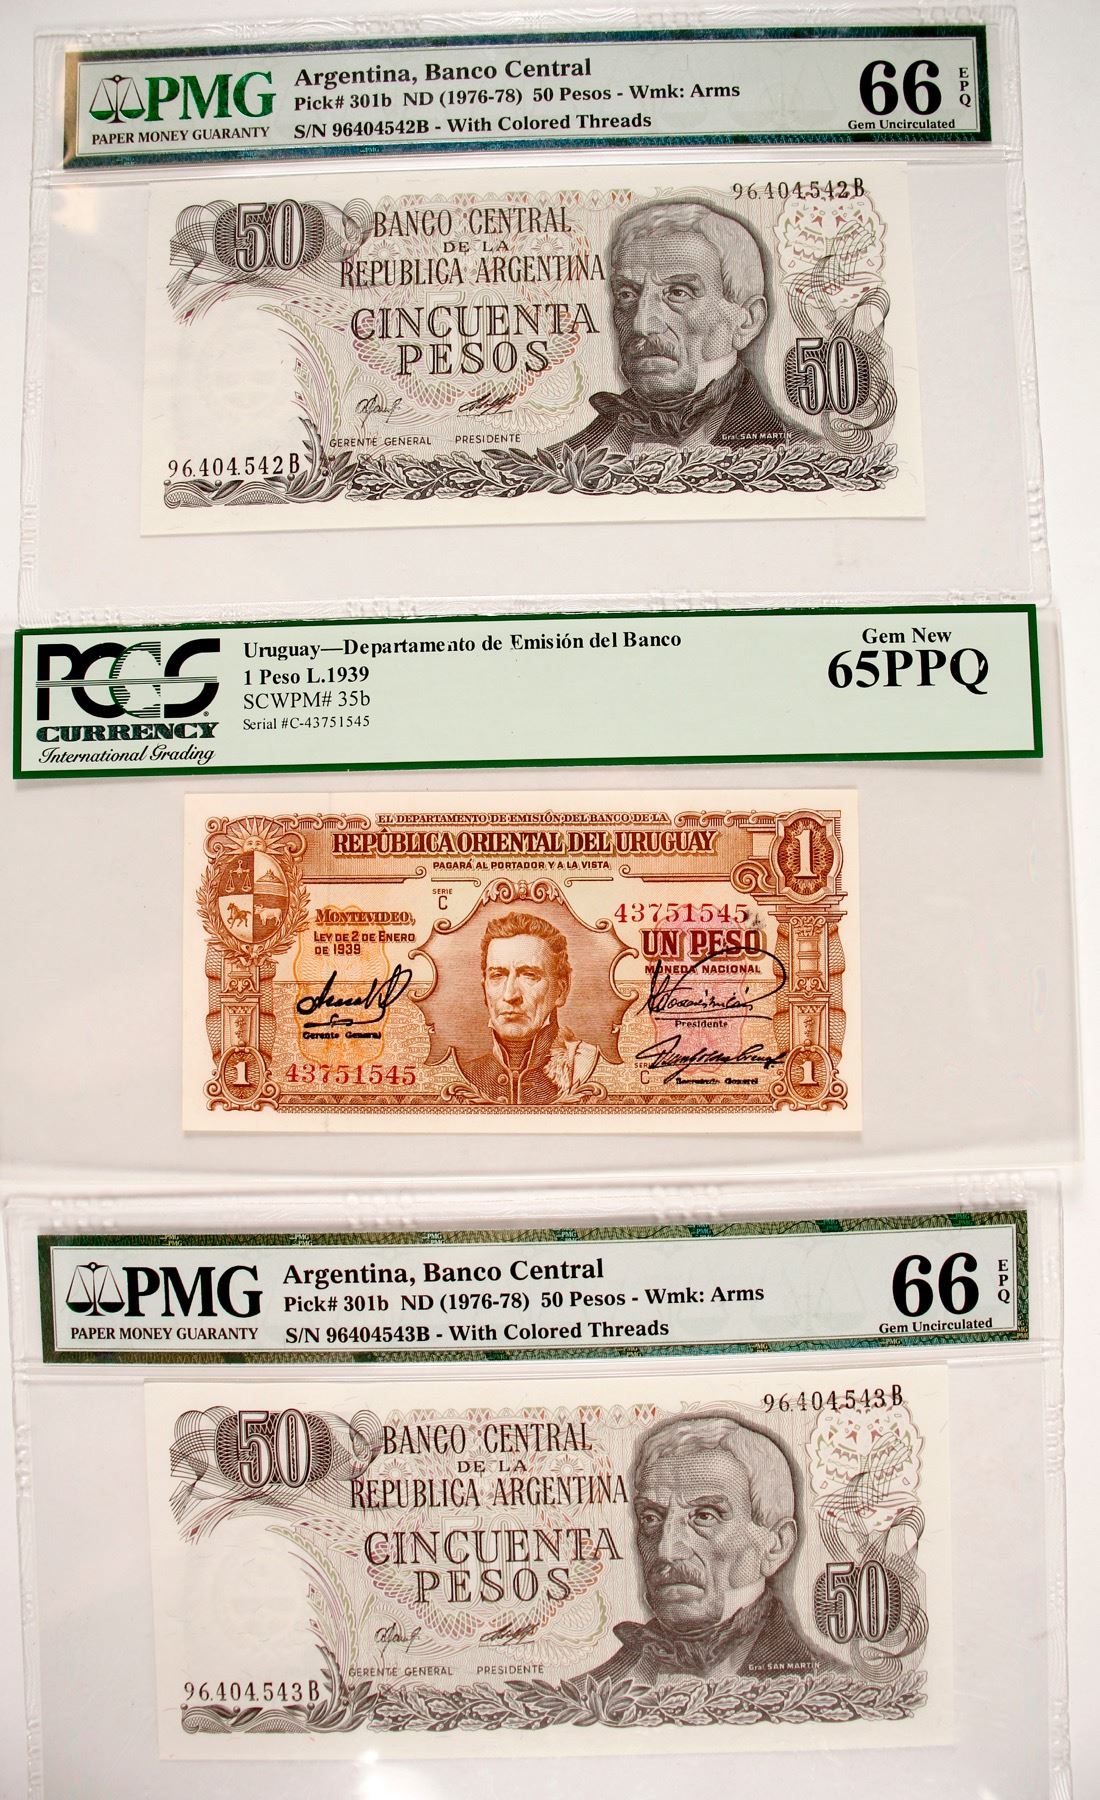 PMG
PAPER MONEY GUARANTY
Argentina, Banco Central
Pick# 301b ND (1976-78) 50 Pesos - Wmk: Arms
S/N 96404542B - With Colored Threads
66 EPQ
Gem Uncirculated
96.404.542B
50
BANCO CENTRAL
DE LA
REPUBLICA ARGENTINA
CINCUENTA
PESOS
50
GERENTE GENERAL PRESIDENTE
Gral. SAN MARTIN
96.404.542B
PCGS
CURRENCY
International Grading
Uruguay—Departamento de Emisión del Banco
1 Peso L.1939
SCWPM# 35b
Serial #C-43751545
Gem New
65PPQ
EL DEPARTAMENTO DE EMISIÓN DEL BANCO DE LA
REPÚBLICA ORIENTAL DEL URUGUAY
PAGARÁ AL PORTADOR Y A LA VISTA
1
SERIE
C
43751545
MONTEVIDEO,
LEY DE 2 DE ENERO
DE 1939
UN PESO
MONEDA NACIONAL
Presidente
Gerente General
43751545
SERIE
C
Secretario General
1
1
PMG
PAPER MONEY GUARANTY
Argentina, Banco Central
Pick# 301b ND (1976-78) 50 Pesos - Wmk: Arms
S/N 96404543B - With Colored Threads
66 EPQ
Gem Uncirculated
96.404.543B
50
BANCO CENTRAL
DE LA
REPUBLICA ARGENTINA
CINCUENTA
PESOS
50
GERENTE GENERAL PRESIDENTE
Gral. SAN MARTIN
96.404.543B